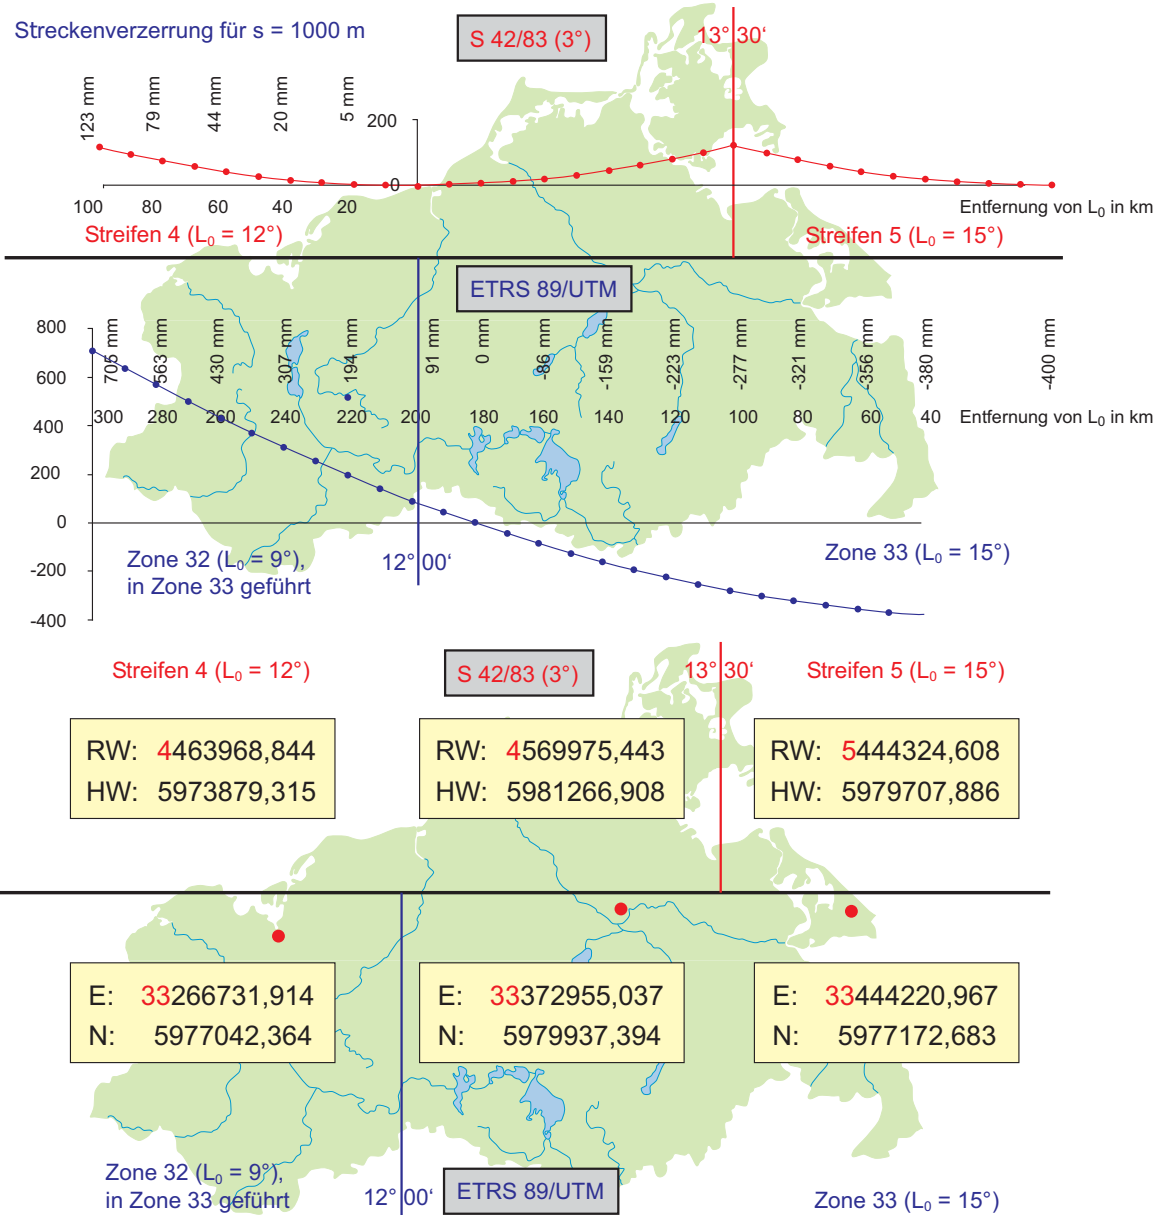 Streckenverzerrung für s = 1000 m
S 42/83 (3°)
13° 30‘
123 mm
79 mm
44 mm
20 mm
5 mm
200
0
100 80 60 40 20
Entfernung von L0 in km
Streifen 4 (L0 = 12°)
Streifen 5 (L0 = 15°)
ETRS 89/UTM
800
600
400
200
0
-200
-400
705 mm
563 mm
430 mm
307 mm
194 mm
91 mm
0 mm
-86 mm
-159 mm
-223 mm
-277 mm
-321 mm
-356 mm
-380 mm
-400 mm
300 280 260 240 220 200 180 160 140 120 100 80 60 40
Entfernung von L0 in km
Zone 32 (L0 = 9°),
in Zone 33 geführt
12° 00‘
Zone 33 (L0 = 15°)
Streifen 4 (L0 = 12°)
S 42/83 (3°)
13° 30‘
Streifen 5 (L0 = 15°)
RW: 4463968,844
HW: 5973879,315
RW: 4569975,443
HW: 5981266,908
RW: 5444324,608
HW: 5979707,886
E: 33266731,914
N: 5977042,364
E: 33372955,037
N: 5979937,394
E: 33444220,967
N: 5977172,683
Zone 32 (L0 = 9°),
in Zone 33 geführt
12° 00‘
ETRS 89/UTM
Zone 33 (L0 = 15°)